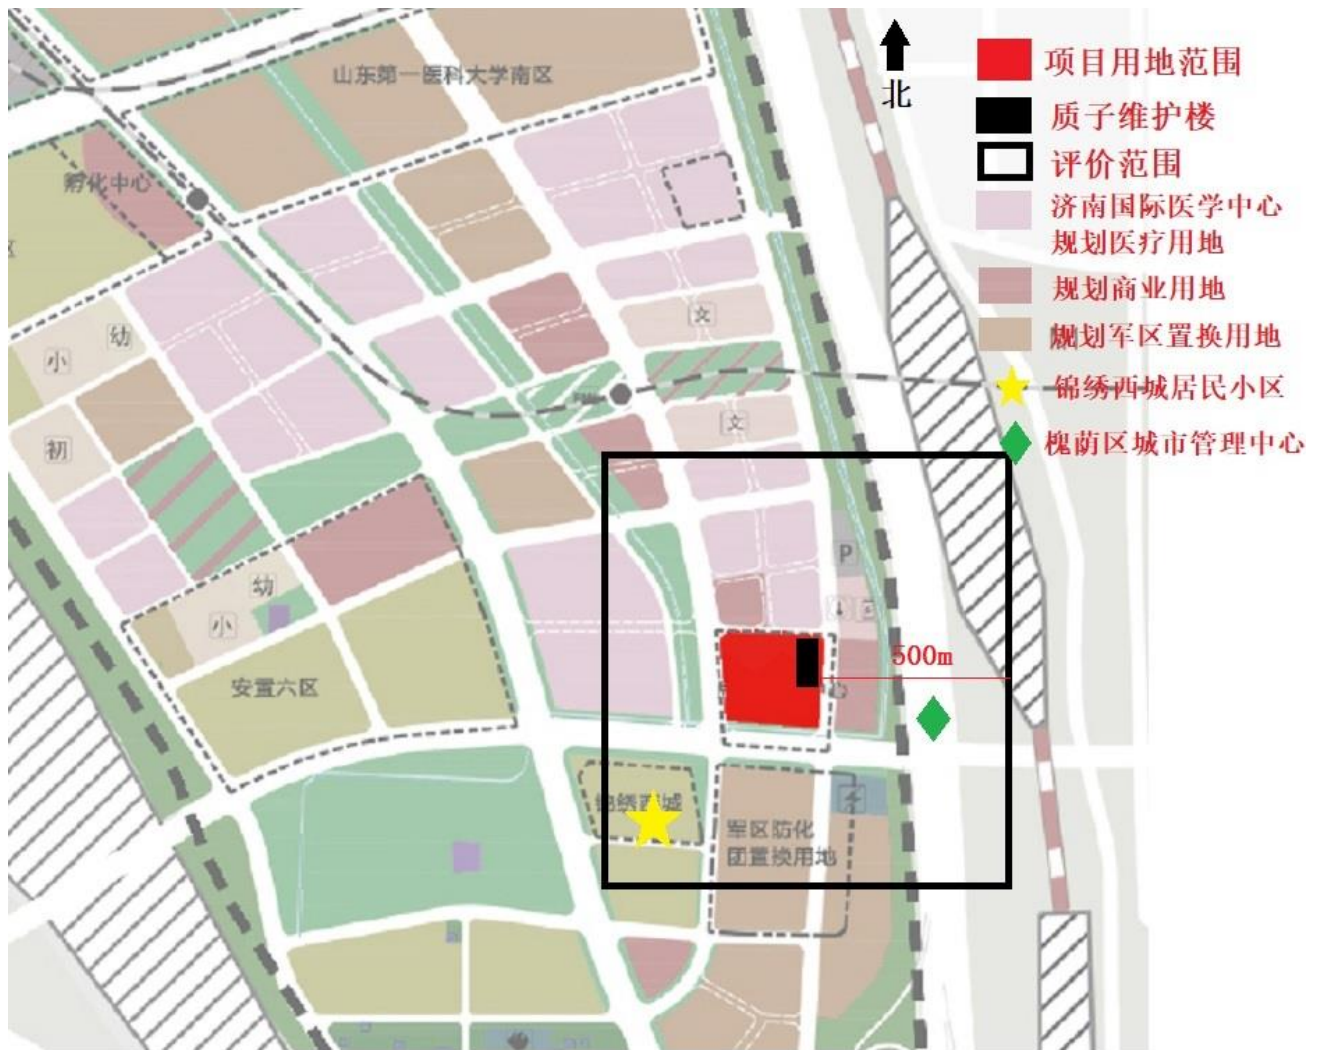 山东第一医科大学南区
北
项目用地范围
质子维护楼
评价范围
济南国际医学中心
规划医疗用地
规划商业用地
规划军区置换用地
锦绣西城居民小区
槐荫区城市管理中心
孵化中心
区
幼
小
初
文
文
幼
小
安置六区
P
500m
锦绣西城
军区防化
团置换用地